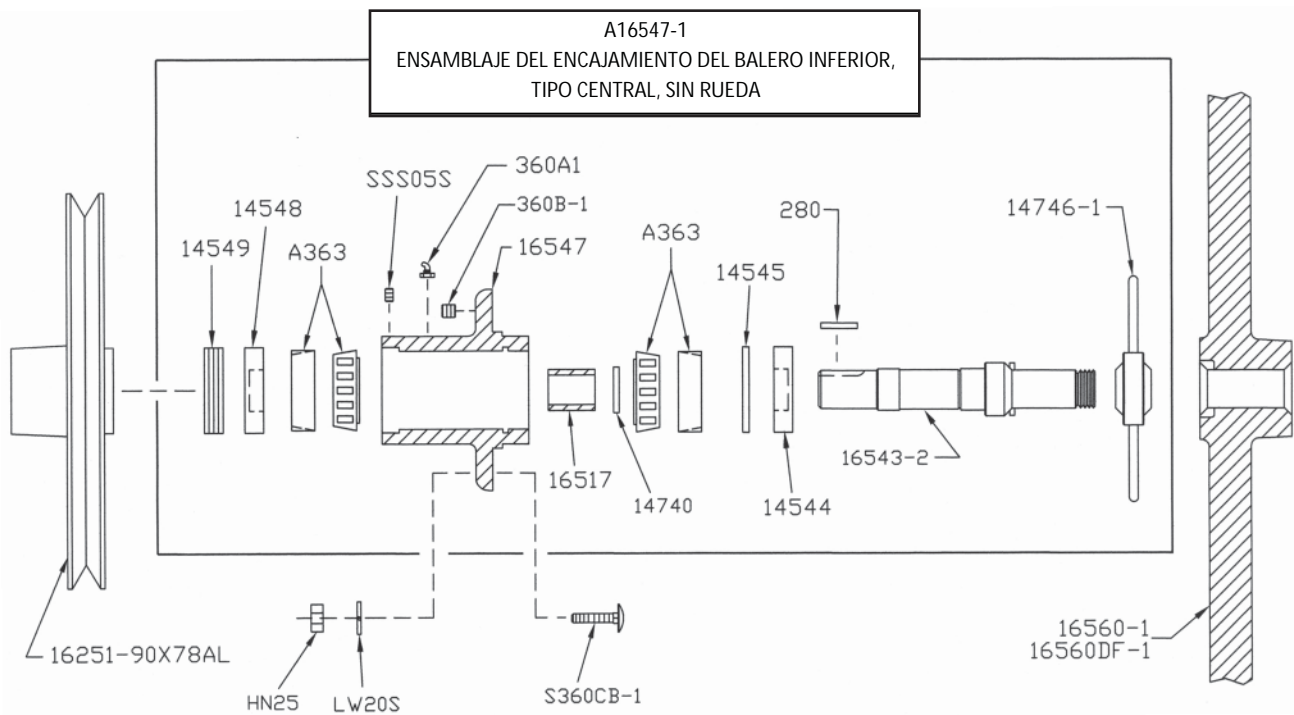 A16547-1
ENSAMBLAJE DEL ENCAJAMIENTO DEL BALERO INFERIOR,
TIPO CENTRAL, SIN RUEDA
360A1
SSS05S
360B-1
14548
280
14746-1
16547
A363
14549
A363
14545
16543-2
16517
14740
14544
16560-1
16560DF-1
16251-90X78AL
HN25
LW20S
S360CB-1